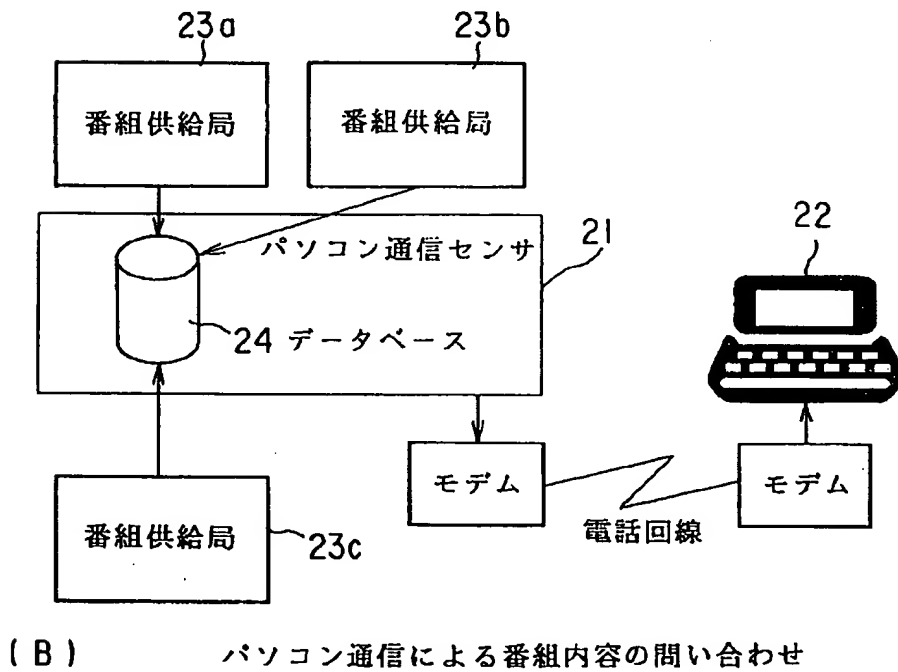 23a
23b
番組供給局
番組供給局
パソコン通信センサ
21
22
24 データベース
モデム
モデム
電話回線
番組供給局
23c
(B) パソコン通信による番組内容の問い合わせ